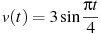 v(t) = 3 sin πt/4